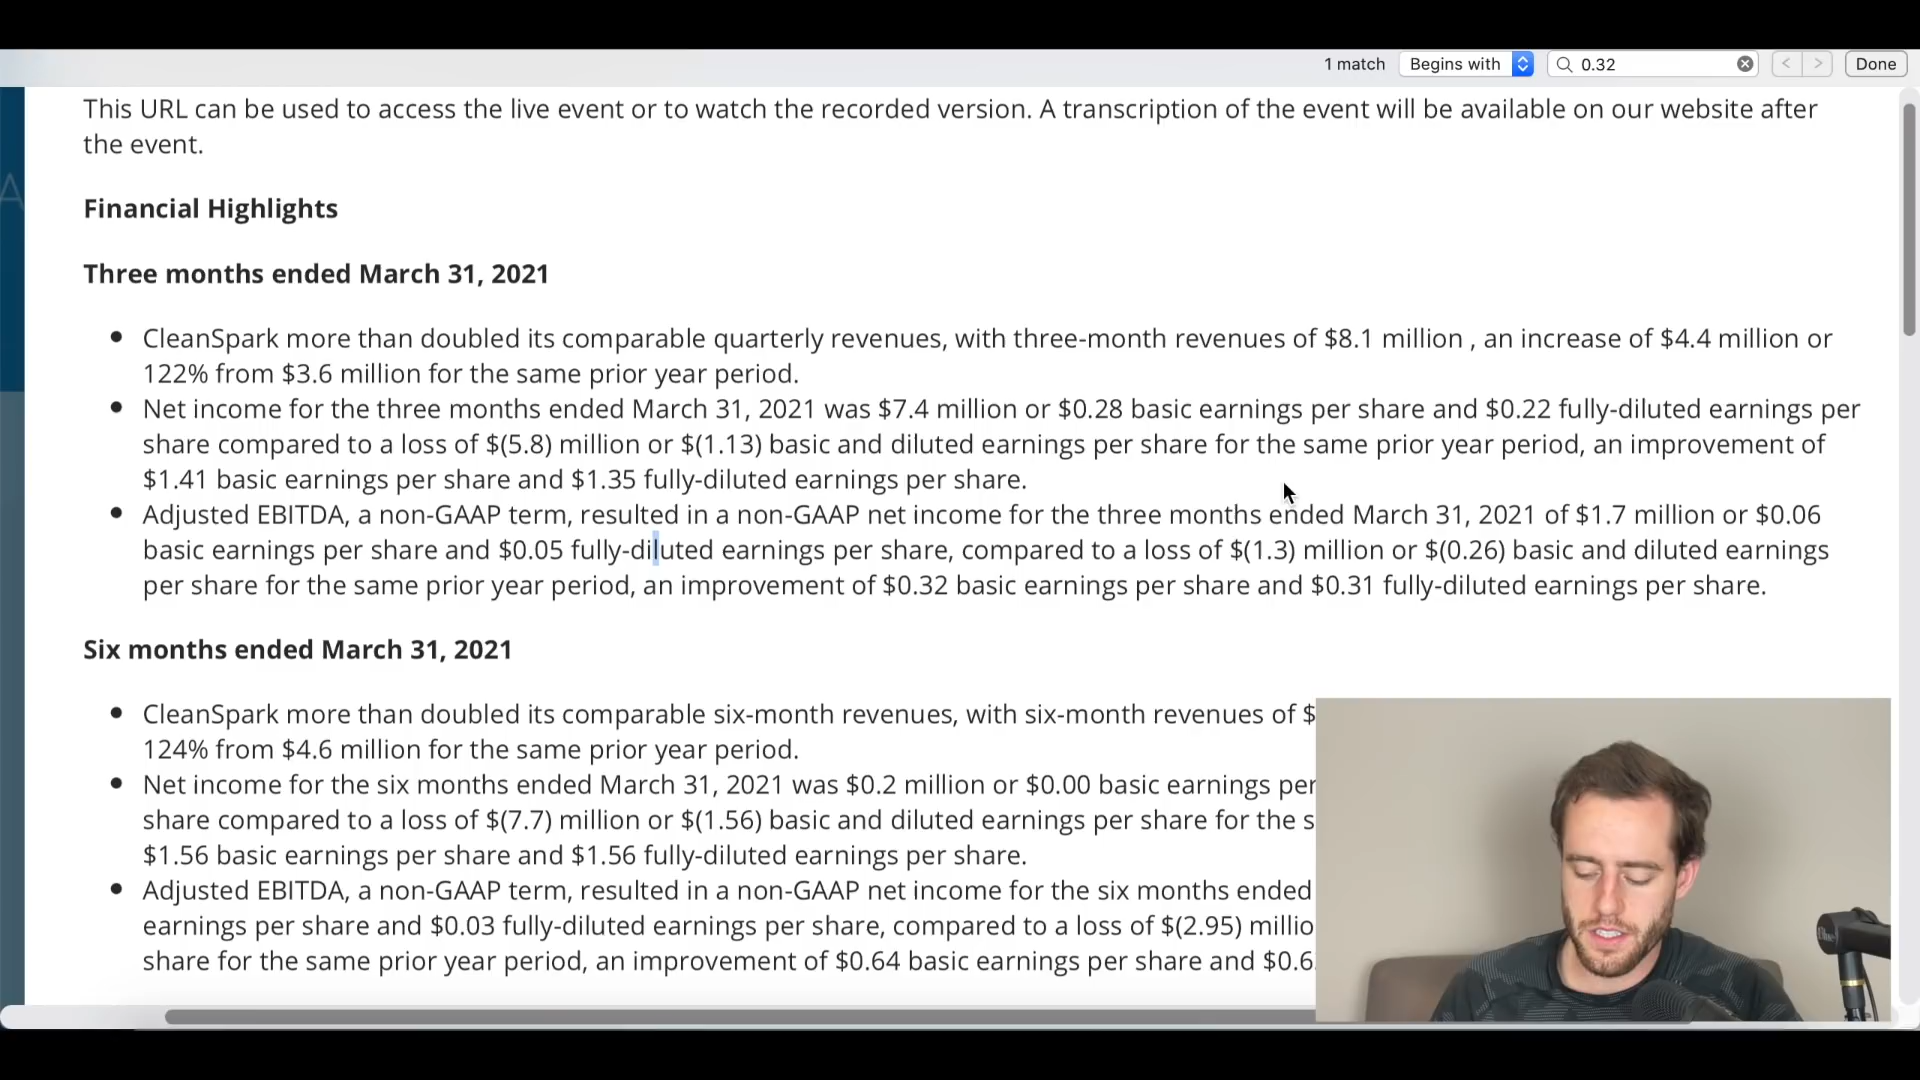 1 match Begins with 0.32 Done
This URL can be used to access the live event or to watch the recorded version. A transcription of the event will be available on our website after
the event.
Financial Highlights
Three months ended March 31, 2021
CleanSpark more than doubled its comparable quarterly revenues, with three-month revenues of $8.1 million , an increase of $4.4 million or
122% from $3.6 million for the same prior year period.
Net income for the three months ended March 31, 2021 was $7.4 million or $0.28 basic earnings per share and $0.22 fully-diluted earnings per
share compared to a loss of $(5.8) million or $(1.13) basic and diluted earnings per share for the same prior year period, an improvement of
$1.41 basic earnings per share and $1.35 fully-diluted earnings per share.
Adjusted EBITDA, a non-GAAP term, resulted in a non-GAAP net income for the three months ended March 31, 2021 of $1.7 million or $0.06
basic earnings per share and $0.05 fully-diluted earnings per share, compared to a loss of $(1.3) million or $(0.26) basic and diluted earnings
per share for the same prior year period, an improvement of $0.32 basic earnings per share and $0.31 fully-diluted earnings per share.
Six months ended March 31, 2021
CleanSpark more than doubled its comparable six-month revenues, with six-month revenues of $
124% from $4.6 million for the same prior year period.
Net income for the six months ended March 31, 2021 was $0.2 million or $0.00 basic earnings per
share compared to a loss of $(7.7) million or $(1.56) basic and diluted earnings per share for the s
$1.56 basic earnings per share and $1.56 fully-diluted earnings per share.
Adjusted EBITDA, a non-GAAP term, resulted in a non-GAAP net income for the six months ended
earnings per share and $0.03 fully-diluted earnings per share, compared to a loss of $(2.95) millio
share for the same prior year period, an improvement of $0.64 basic earnings per share and $0.6